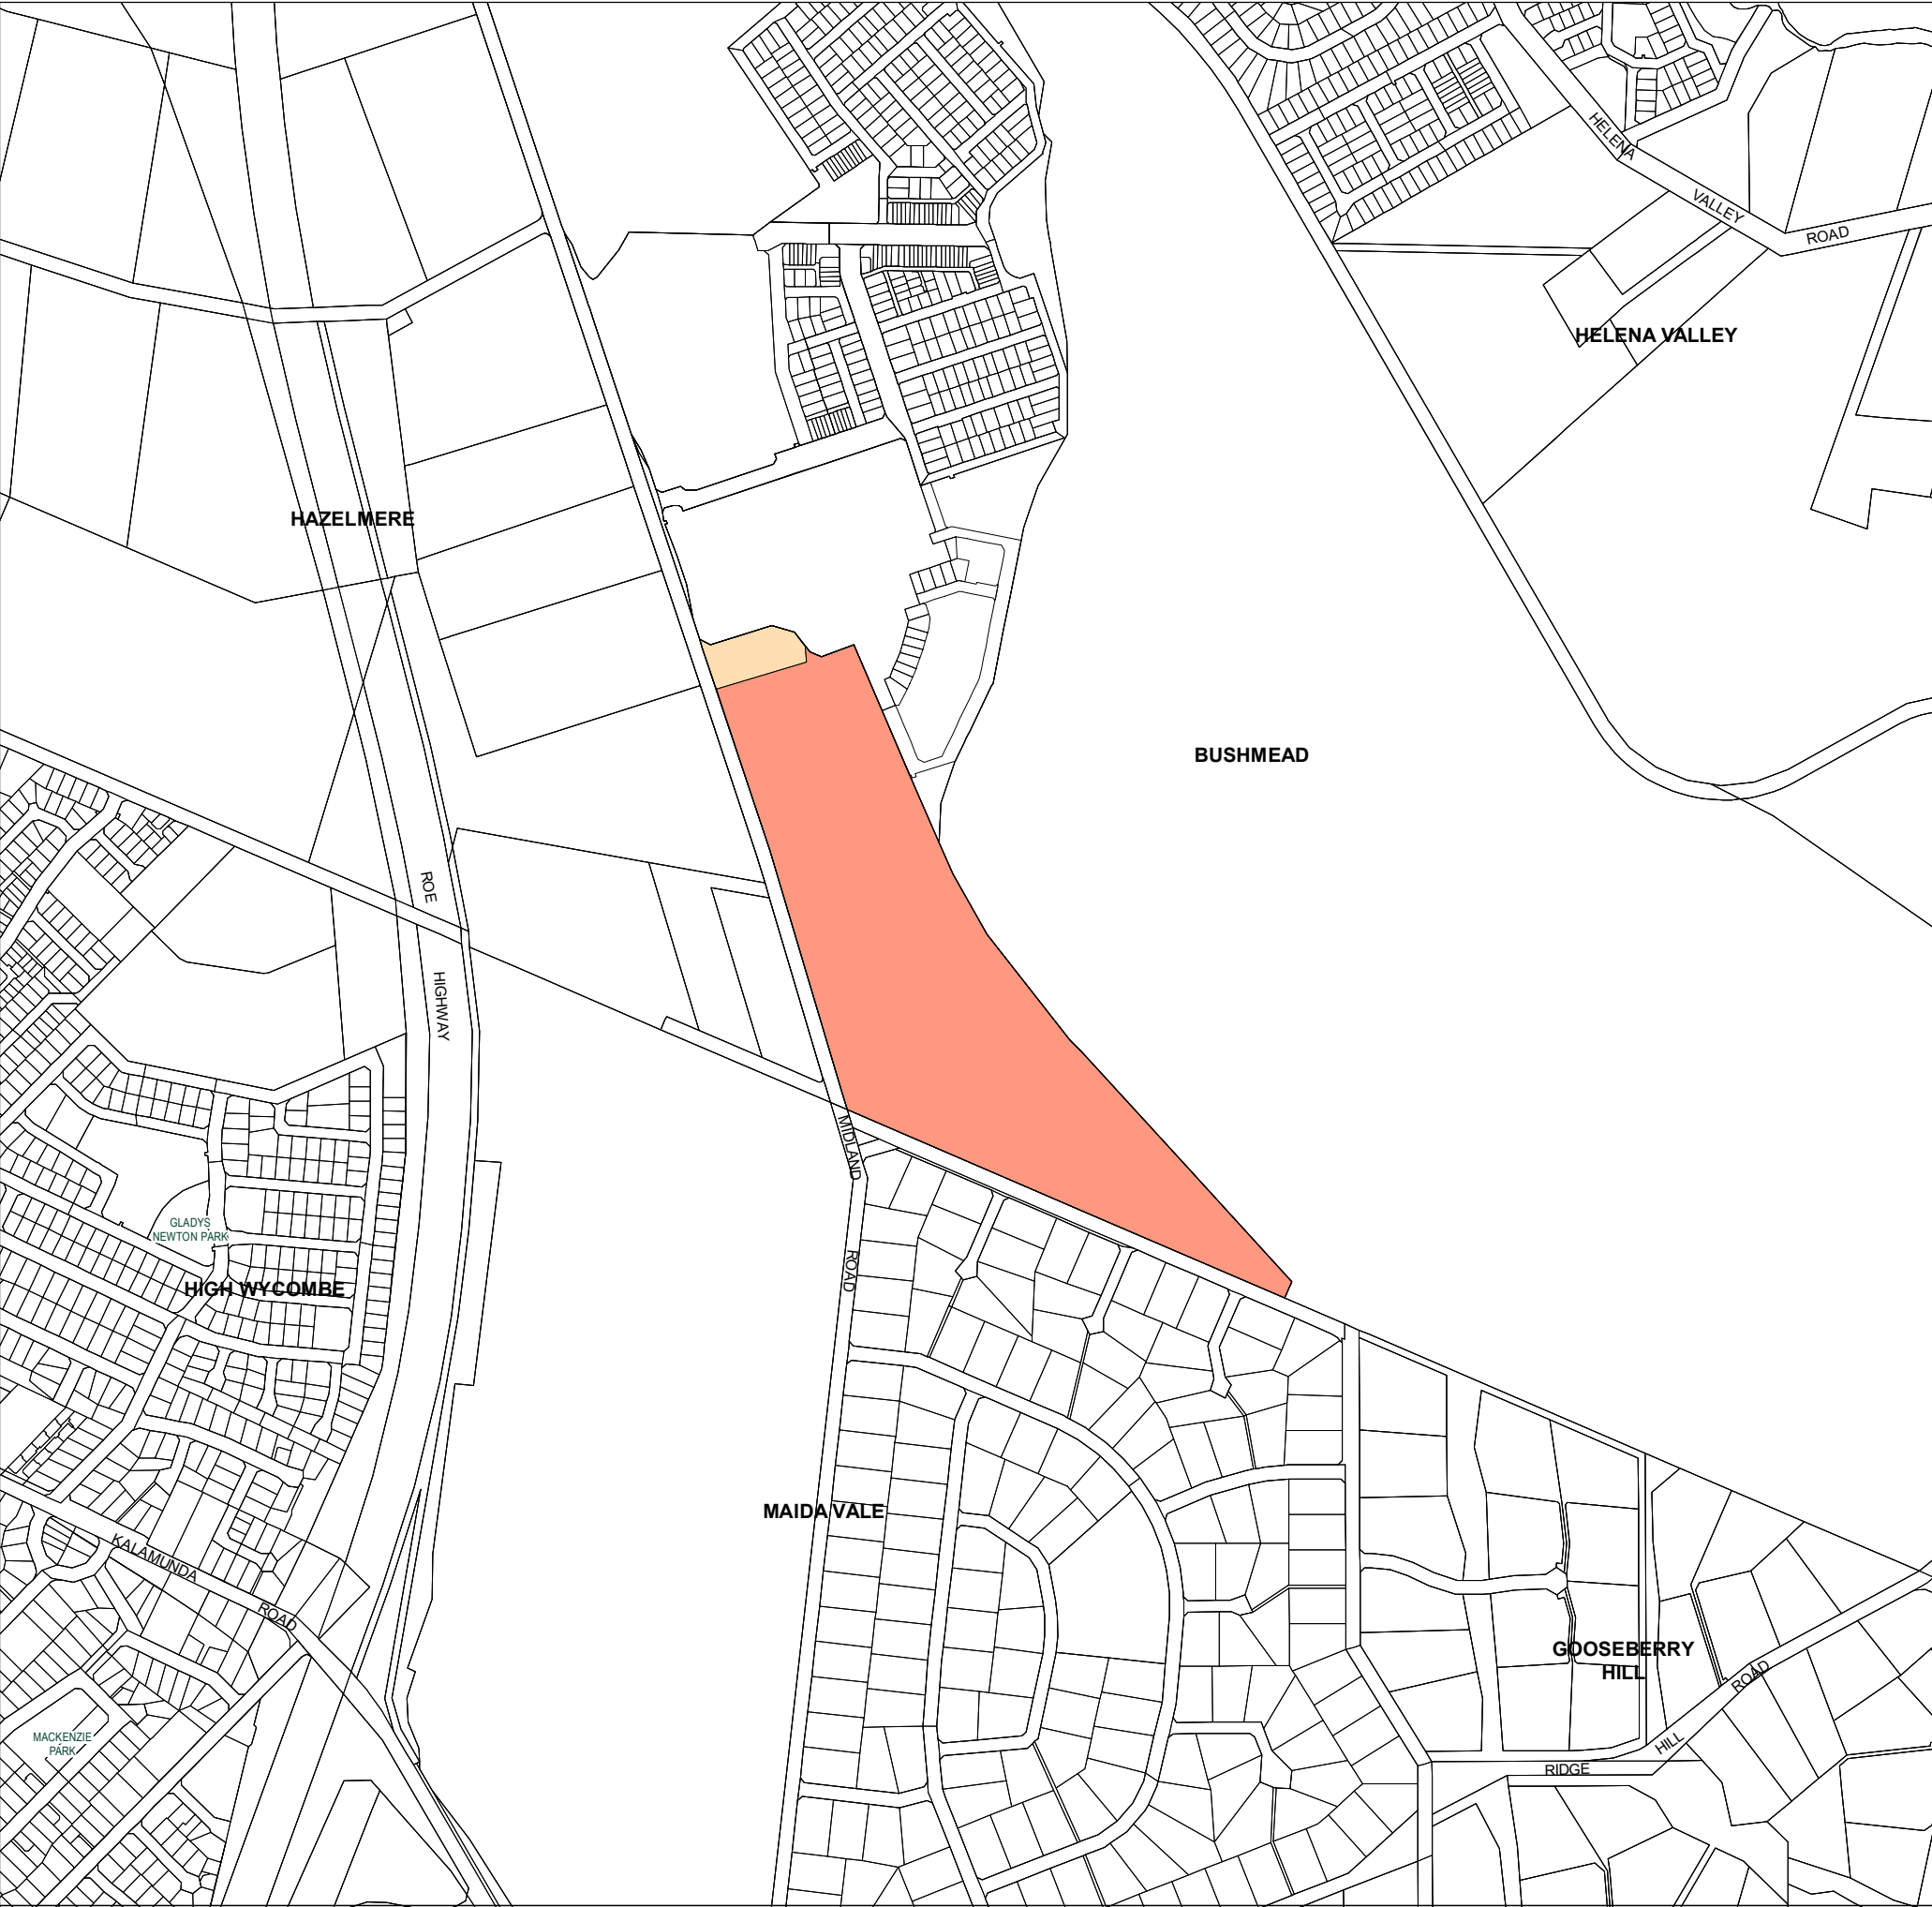 HELENA
VALLEY
ROAD
HELENA VALLEY
HAZELMERE
BUSHMEAD
ROE
HIGHWAY
MIDLAND
ROAD
GLADYS
NEWTON PARK
HIGH WYCOMBE
MAIDA VALE
KALAMUNDA
ROAD
GOOSEBERRY
HILL
ROAD
HILL
RIDGE
MACKENZIE
PARK